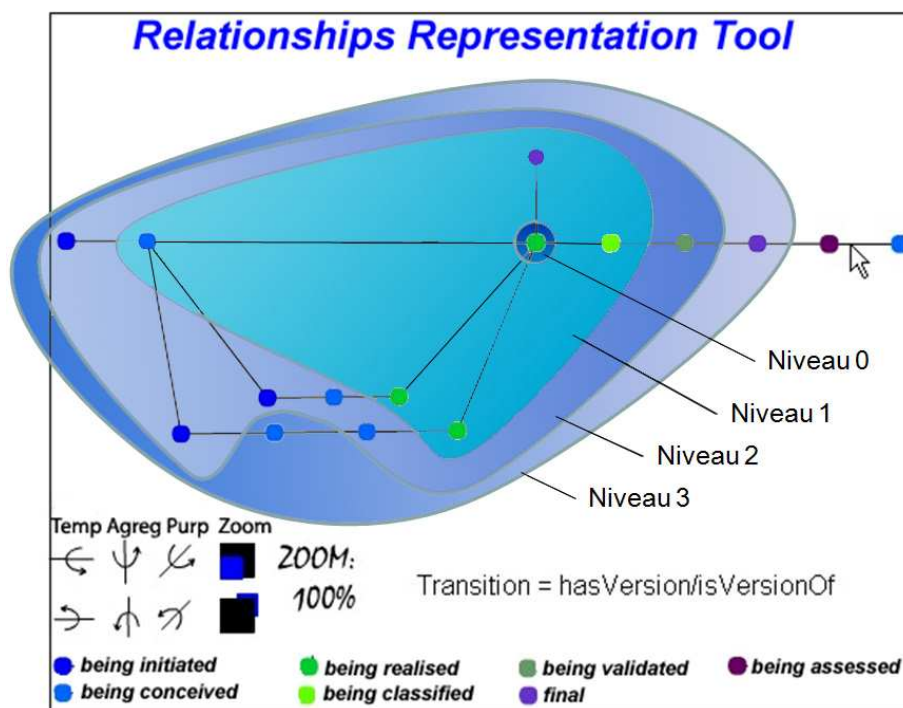 Relationships Representation Tool
Niveau 0
Niveau 1
Niveau 2
Niveau 3
Temp Agreg Purp Zoom
ZOOM:
100%
Transition = hasVersion/isVersionOf
being initiated
being realised
being validated
being assessed
being conceived
being classified
final